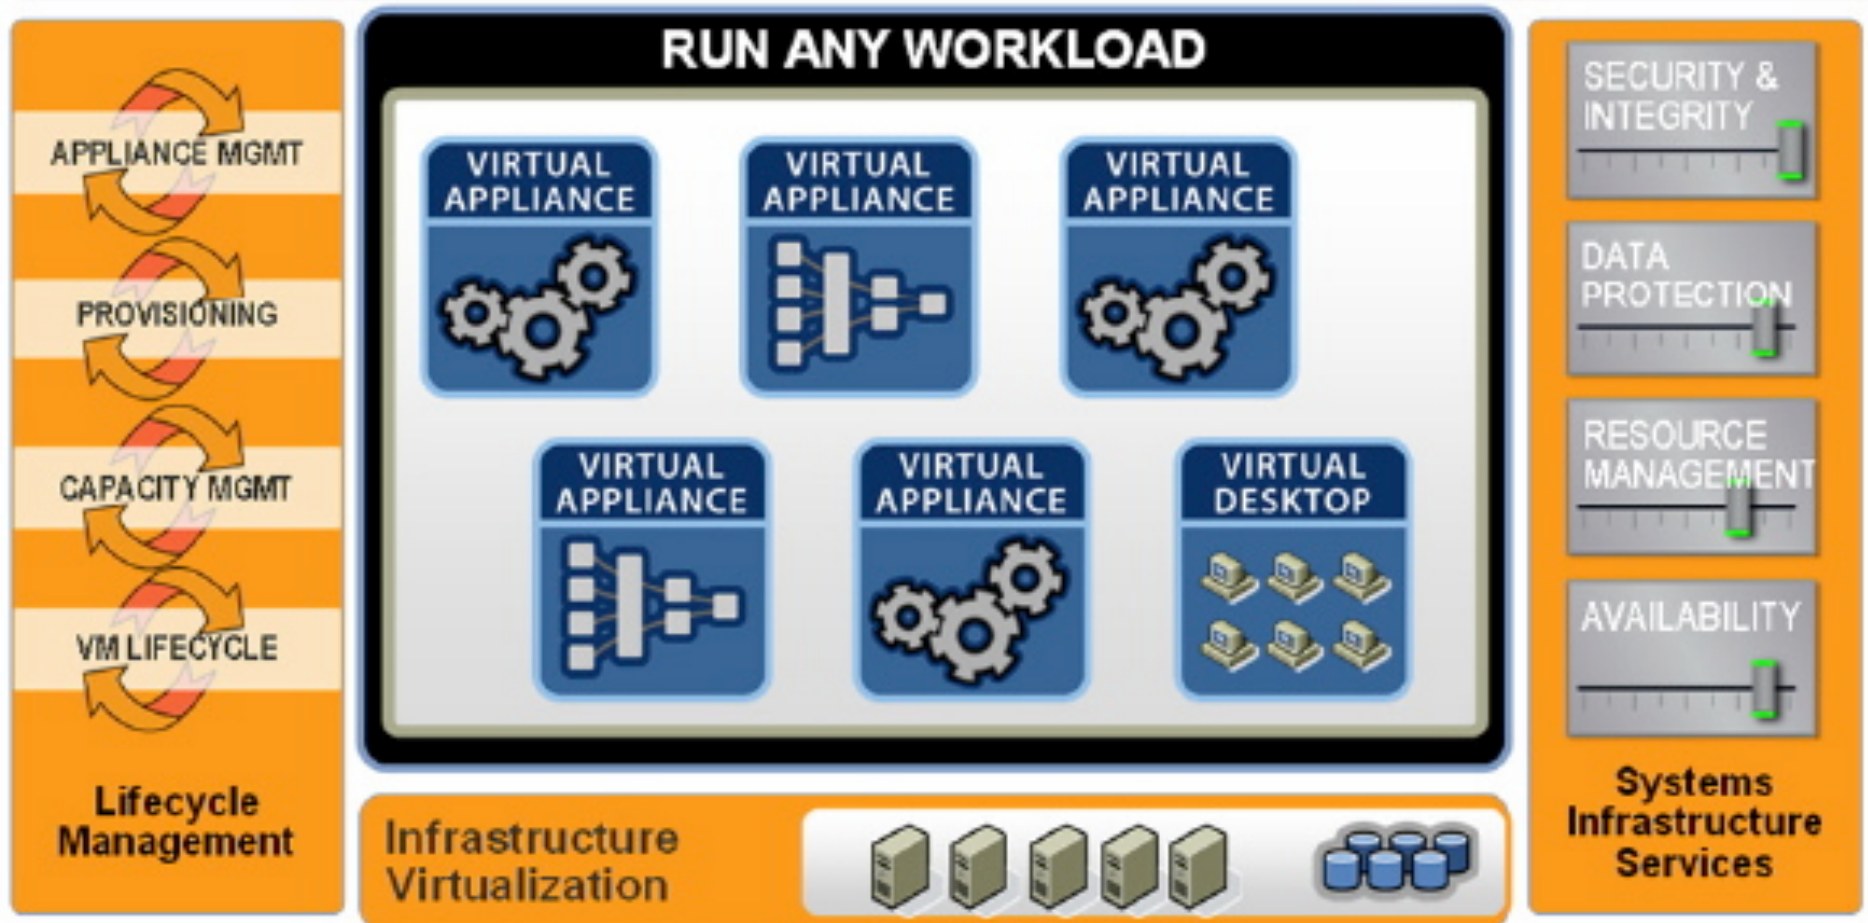 RUN ANY WORKLOAD
APPLIANCE MGMT
PROVISIONING
CAPACITY MGMT
VM LIFECYCLE
Lifecycle
Management
VIRTUAL
APPLIANCE
VIRTUAL
APPLIANCE
VIRTUAL
APPLIANCE
VIRTUAL
APPLIANCE
VIRTUAL
APPLIANCE
VIRTUAL
DESKTOP
Infrastructure
Virtualization
SECURITY &
INTEGRITY
DATA
PROTECTION
RESOURCE
MANAGEMENT
AVAILABILITY
Systems
Infrastructure
Services